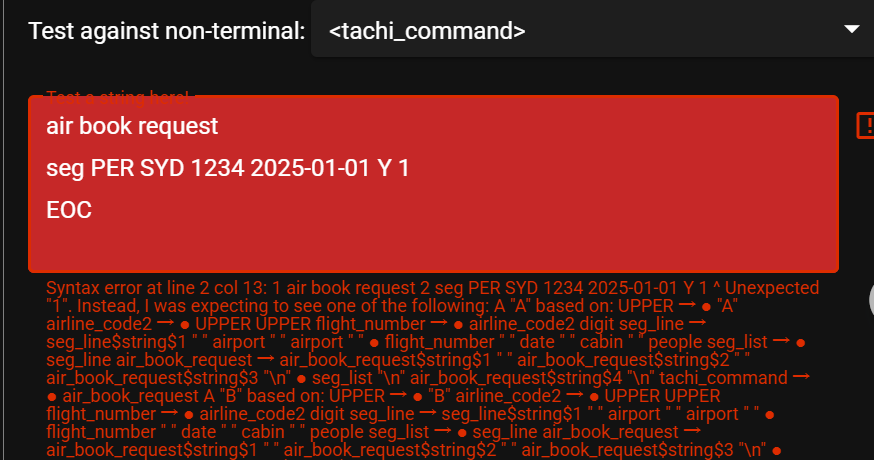 Test against non-terminal: <tachi_command>
Test a string here!
air book request
seg PER SYD 1234 2025-01-01 Y 1
EOC
!
Syntax error at line 2 col 13: 1 air book request 2 seg PER SYD 1234 2025-01-01 Y 1 ^ Unexpected
"1". Instead, I was expecting to see one of the following: A "A" based on: UPPER → ● "A"
airline_code2 → ● UPPER UPPER flight_number → ● airline_code2 digit seg_line →
seg_line$string$1 " " airport " " airport " " ● flight_number " " date " " cabin " " people seg_list → ●
seg_line air_book_request → air_book_request$string$1 " " air_book_request$string$2 " "
air_book_request$string$3 "\n" ● seg_list "\n" air_book_request$string$4 "\n" tachi_command →
● air_book_request A "B" based on: UPPER → ● "B" airline_code2 → ● UPPER UPPER
flight_number → ● airline_code2 digit seg_line → seg_line$string$1 " " airport " " airport " " ●
flight_number " " date " " cabin " " people seg_list → ● seg_line air_book_request →
air_book_request$string$1 " " air_book_request$string$2 " " air_book_request$string$3 "\n" ●